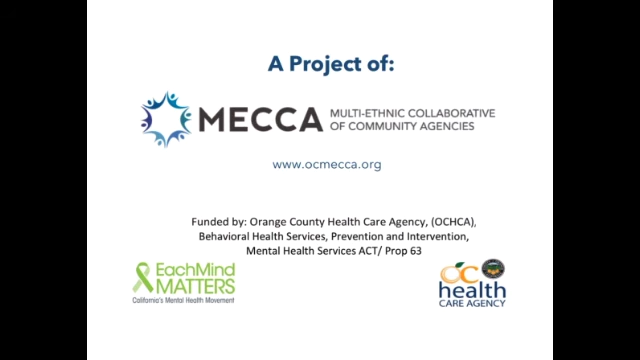 A Project of:
MECCA
MULTI-ETHNIC COLLABORATIVE
OF COMMUNITY AGENCIES
www.ocmecca.org
Funded by: Orange County Health Care Agency, (OCHCA),
Behavioral Health Services, Prevention and Intervention,
Mental Health Services ACT/ Prop 63
EachMind
MATTERS
California's Mental Health Movement
OC
health
CARE AGENCY